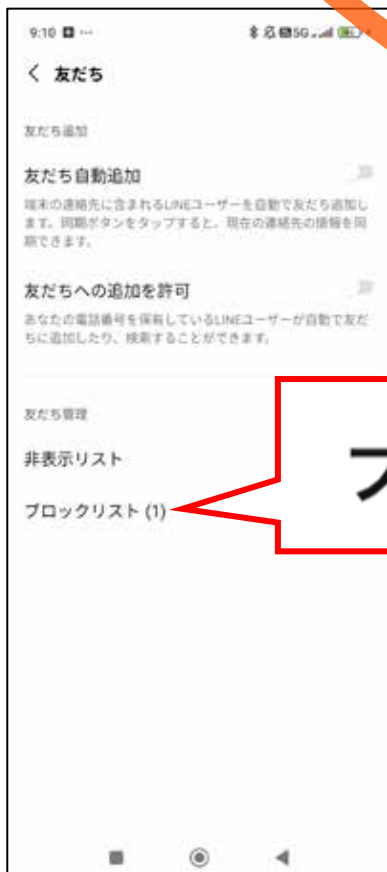 9:10
5G
友だち
友だち追加
友だち自動追加
端末の連絡先に含まれるLINEユーザーを自動で友だち追加し
ます。同期ボタンをタップすると、現在の連絡先の情報を同
期できます。
友だちへの追加を許可
あなたの電話番号を保有しているLINEユーザーが自動で友だ
ちに追加したり、検索することができます。
友だち管理
非表示リスト
ブロックリスト (1)